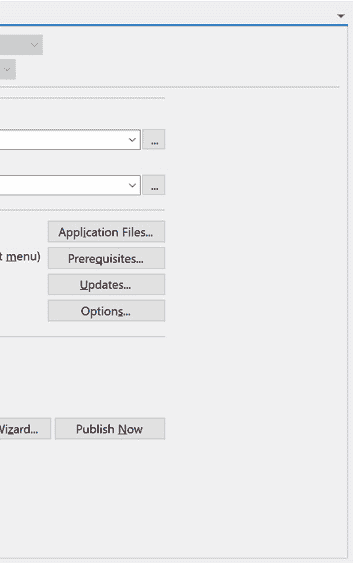 ...
...
Application Files...
t menu) Prerequisites...
Updates...
Options...
Wizard... Publish Now